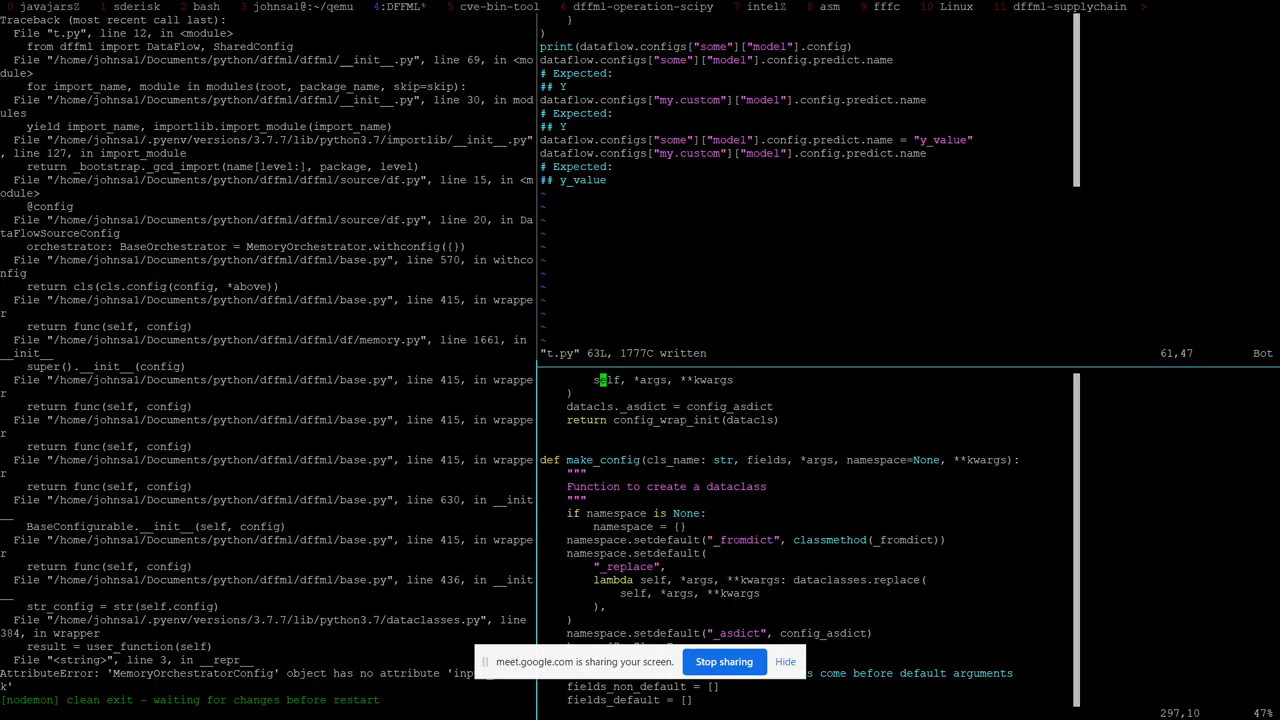 0 javajarsZ 1 sderisk 2 bash 3 johnsal@:~/qemu 4:DFFML* 5 cve-bin-tool 6 dffml-operation-scipy 7 intelZ 8 asm 9 fffc 10 Linux 11 dffml-supplychain >
Traceback (most recent call last):
File "t.py", line 12, in <module>
from dffml import DataFlow, SharedConfig
File "/home/johnsa1/Documents/python/dffml/dffml/__init__.py", line 69, in <mo
dule>
for import_name, module in modules(root, package_name, skip=skip):
File "/home/johnsa1/Documents/python/dffml/dffml/__init__.py", line 30, in mod
ules
yield import_name, importlib.import_module(import_name)
File "/home/johnsa1/.pyenv/versions/3.7.7/lib/python3.7/importlib/__init__.py"
, line 127, in import_module
return _bootstrap._gcd_import(name[level:], package, level)
File "/home/johnsa1/Documents/python/dffml/dffml/source/df.py", line 15, in <m
odule>
@config
File "/home/johnsa1/Documents/python/dffml/dffml/source/df.py", line 20, in Da
taFlowSourceConfig
orchestrator: BaseOrchestrator = MemoryOrchestrator.withconfig({})
File "/home/johnsa1/Documents/python/dffml/dffml/base.py", line 570, in withco
nfig
return cls(cls.config(config, *above))
File "/home/johnsa1/Documents/python/dffml/dffml/base.py", line 415, in wrappe
r
return func(self, config)
File "/home/johnsa1/Documents/python/dffml/dffml/df/memory.py", line 1661, in
__init__
super().__init__(config)
File "/home/johnsa1/Documents/python/dffml/dffml/base.py", line 415, in wrappe
r
return func(self, config)
File "/home/johnsa1/Documents/python/dffml/dffml/base.py", line 415, in wrappe
r
return func(self, config)
File "/home/johnsa1/Documents/python/dffml/dffml/base.py", line 415, in wrappe
r
return func(self, config)
File "/home/johnsa1/Documents/python/dffml/dffml/base.py", line 630, in __init
__
BaseConfigurable.__init__(self, config)
File "/home/johnsa1/Documents/python/dffml/dffml/base.py", line 415, in wrappe
r
return func(self, config)
File "/home/johnsa1/Documents/python/dffml/dffml/base.py", line 436, in __init
__
str_config = str(self.config)
File "/home/johnsa1/.pyenv/versions/3.7.7/lib/python3.7/dataclasses.py", line
384, in wrapper
result = user_function(self)
File "<string>", line 3, in __repr__
AttributeError: 'MemoryOrchestratorConfig' object has no attribute
k'
[nodemon] clean exit - waiting for changes before restart
}
)
print(dataflow.configs["some"]["model"].config)
dataflow.configs["some"]["model"].config.predict.name
# Expected:
## Y
dataflow.configs["my.custom"]["model"].config.predict.name
# Expected:
## Y
dataflow.configs["some"]["model"].config.predict.name = "y_value"
dataflow.configs["my.custom"]["model"].config.predict.name
# Expected:
## y_value
~
~
~
~
~
~
~
~
~
~
~
~
"t.py" 63L, 1777C written 61,47 Bot
self, *args, **kwargs
)
datacls._asdict = config_asdict
return config_wrap_init(datacls)
def make_config(cls_name: str, fields, *args, namespace=None, **kwargs):
"""
Function to create a dataclass
"""
if namespace is None:
namespace = {}
namespace.setdefault("_fromdict", classmethod(_fromdict))
namespace.setdefault(
"_replace",
lambda self, *args, **kwargs: dataclasses.replace(
self, *args, **kwargs
),
)
namespace.setdefault("_asdict", config_asdict)
come before default arguments
fields_non_default = []
fields_default = []
297,10 47%
meet.google.com is sharing your screen. Stop sharing Hide